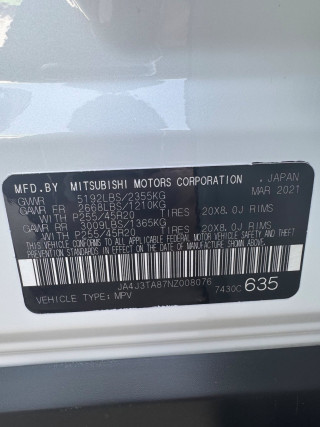 MFD.BY MITSUBISHI MOTORS CORPORATION , JAPAN
GVWR 5192LBS/2355KG MAR 2021
GAWR FR 2668LBS/1210KG
WITH P255/45R20 TIRES 20X8.0J RIMS
GAWR RR 3009LBS/1365KG
WITH P255/45R20 TIRES 20X8.0J RIMS
THIS VEHICLE CONFORMS TO ALL APPLICABLE FEDERAL
MOTOR VEHICLE SAFETY, BUMPER, AND THEFT
PREVENTION STANDARDS IN EFFECT ON THE DATE OF
MANUFACTURE SHOWN ABOVE.
JA4J3TA87NZ008076
VEHICLE TYPE: MPV 7430C 635